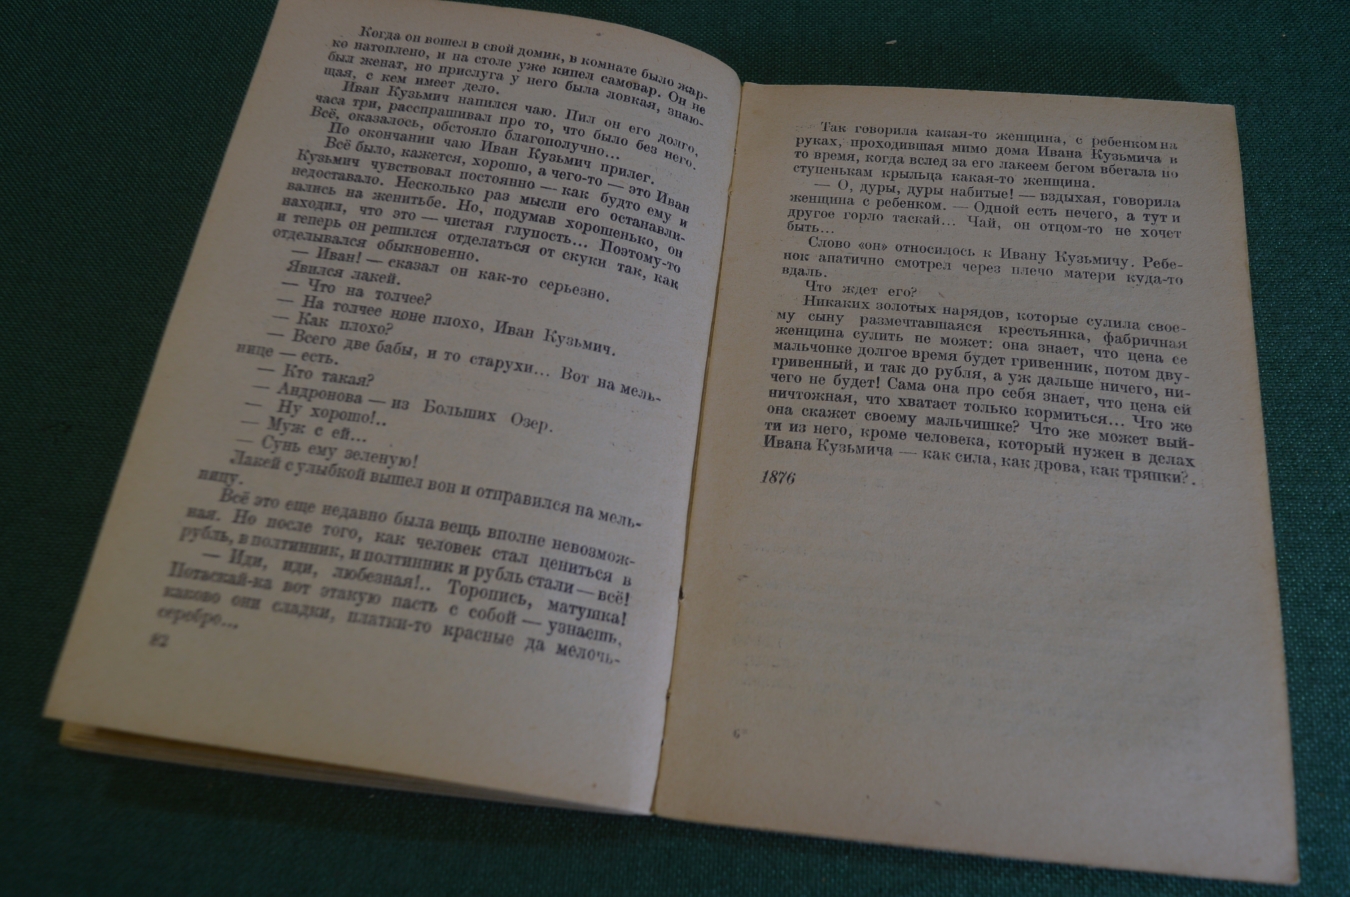 Когда он вошел в свой домик, в комнате было жар-
ко натоплено, и на столе уже кипел самовар. Он не
был женат, но прислуга у него была ловкая, знаю-
щая, с кем имеет дело.
Иван Кузьмич напился чаю. Пил он его долго,
часа три, расспрашивал про то, что было без него.
Всё, оказалось, обстояло благополучно...
По окончании чаю Иван Кузьмич прилег.
Всё было, кажется, хорошо, а чего-то — это Иван
Кузьмич чувствовал постоянно — как будто ему и
недоставало. Несколько раз мысли его останавли-
вались на женитьбе. Но, подумав хорошенько, он
находил, что это — чистая глупость... Поэтому-то
и теперь он решился отделаться от скуки так, как
отделывался обыкновенно.
— Иван! — сказал он как-то серьезно.
Явился лакей.
— Что на толчее?
— На толчее ноне плохо, Иван Кузьмич.
— Как плохо?
— Всего две бабы, и то старухи... Вот на мель-
нице — есть.
— Кто такая?
— Андронова — из Больших Озер.
— Ну хорошо!..
— Муж с ей...
— Сунь ему зеленую!
Лакей с улыбкой вышел вон и отправился на мель-
ницу.
Всё это еще недавно была вещь вполне невозмож-
ная. Но после того, как человек стал цениться в
рубль, в полтинник, и полтинник и рубль стали — всё!
— Иди, иди, любезная!.. Торопись, матушка!
Потаскай-ка вот этакую пасть с собой — узнаешь,
каково они сладки, платки-то красные да мелочь-
серебро...
82
Так говорила какая-то женщина, с ребенком на
руках, проходившая мимо дома Ивана Кузьмича в
то время, когда вслед за его лакеем бегом вбегала по
ступенькам крыльца какая-то женщина.
— О, дуры, дуры набитые! — вздыхая, говорила
женщина с ребенком. — Одной есть нечего, а тут и
другое горло таскай... Чай, он отцом-то не хочет
быть...
Слово «он» относилось к Ивану Кузьмичу. Ребе-
нок апатично смотрел через плечо матери куда-то
вдаль.
Что ждет его?
Никаких золотых нарядов, которые сулила свое-
му сыну размечтавшаяся крестьянка, фабричная
женщина сулить не может: она знает, что цена ее
мальчонке долгое время будет гривенник, потом дву-
гривенный, и так до рубля, а уж дальше ничего, ни-
чего не будет! Сама она про себя знает, что цена ей
ничтожная, что хватает только кормиться... Что же
она скажет своему мальчишке? Что же может вый-
ти из него, кроме человека, который нужен в делах
Ивана Кузьмича — как сила, как дрова, как тряпки?.
1876
6*